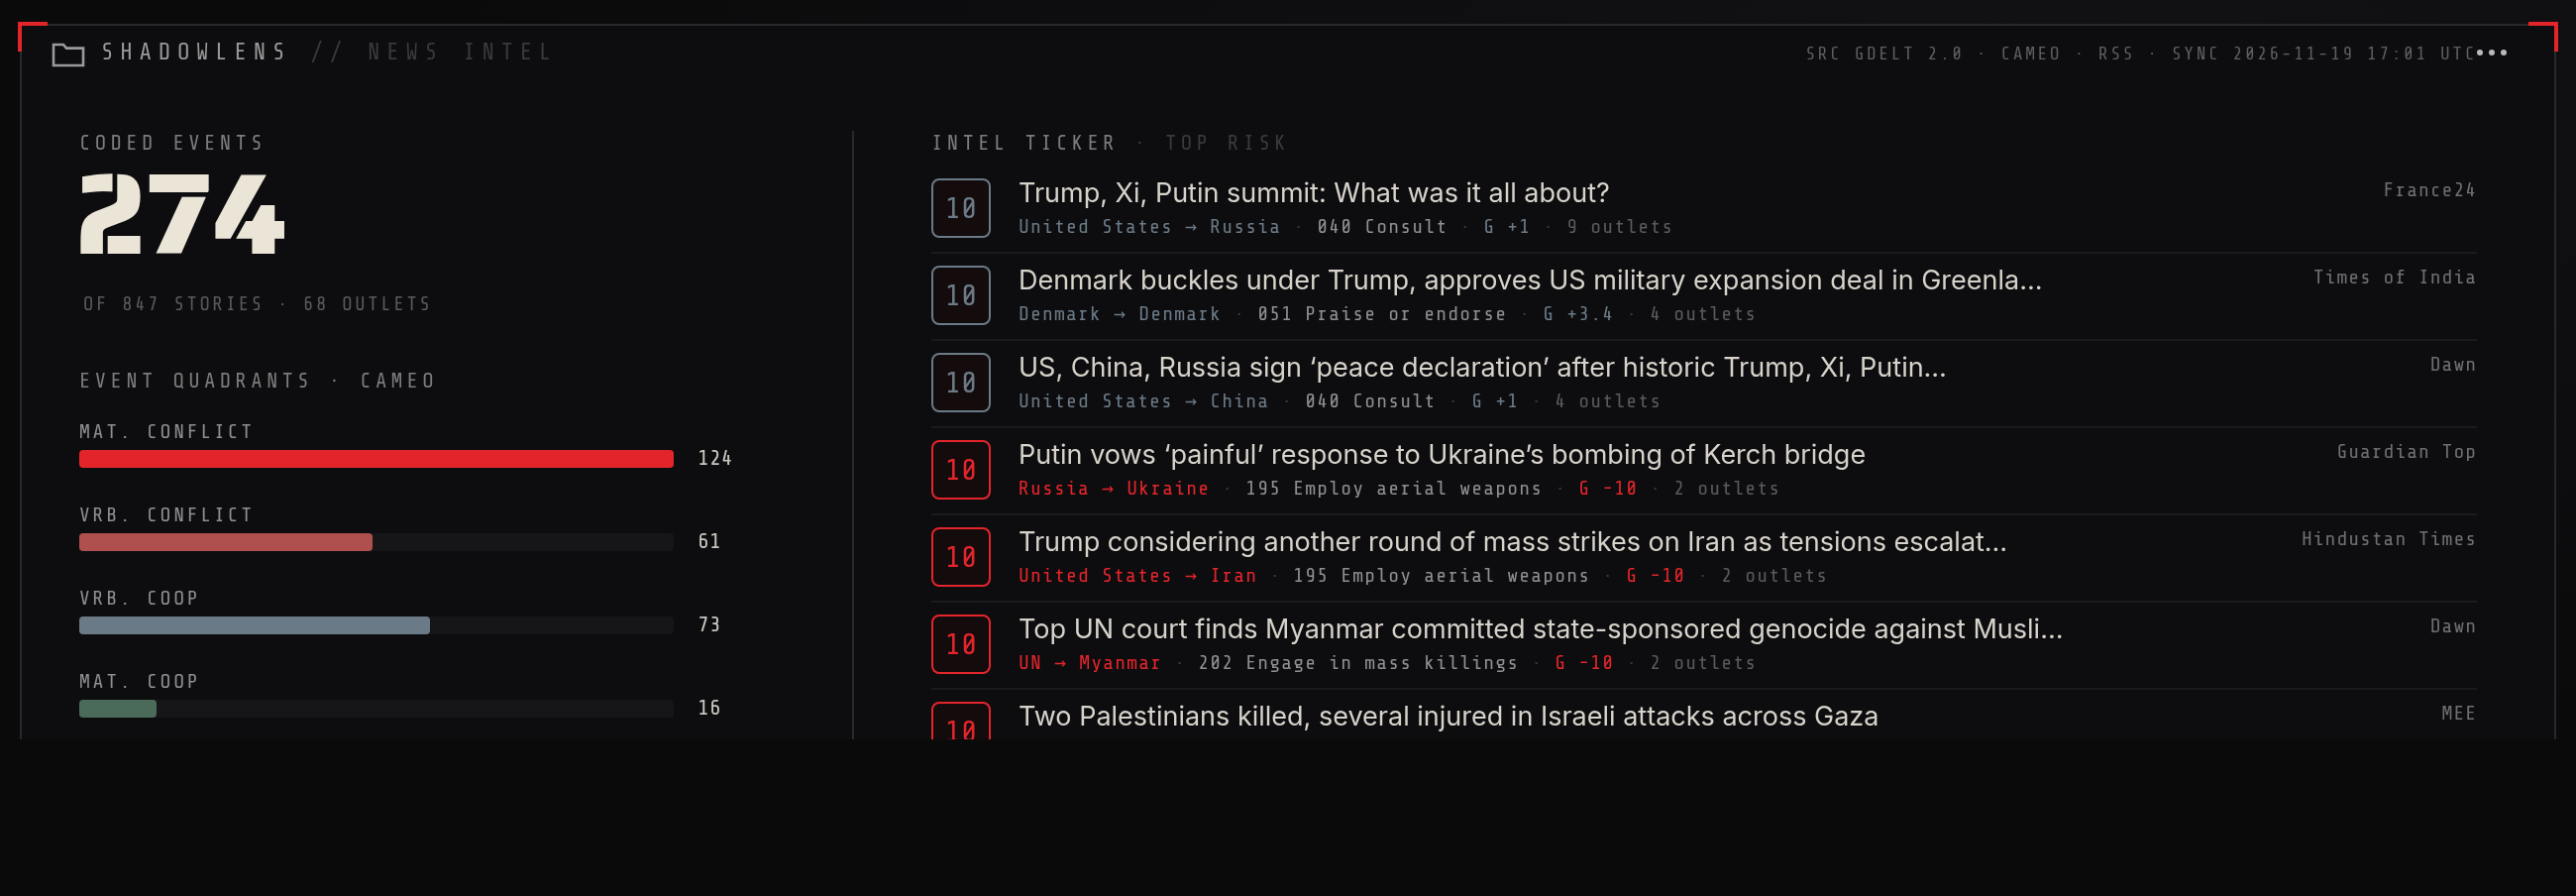 SHADOWLENS // NEWS INTEL
SRC GDELT 2.0 · CAMEO · RSS · SYNC 2026-11-19 17:01 UTC
CODED EVENTS
274
OF 847 STORIES · 68 OUTLETS
EVENT QUADRANTS · CAMEO
MAT. CONFLICT
124
VRB. CONFLICT
61
VRB. COOP
73
MAT. COOP
16
INTEL TICKER · TOP RISK
10 Trump, Xi, Putin summit: What was it all about? France24
United States → Russia · 040 Consult · G +1 · 9 outlets
10 Denmark buckles under Trump, approves US military expansion deal in Greenla... Times of India
Denmark → Denmark · 051 Praise or endorse · G +3.4 · 4 outlets
10 US, China, Russia sign ‘peace declaration’ after historic Trump, Xi, Putin... Dawn
United States → China · 040 Consult · G +1 · 4 outlets
10 Putin vows ‘painful’ response to Ukraine’s bombing of Kerch bridge Guardian Top
Russia → Ukraine · 195 Employ aerial weapons · G -10 · 2 outlets
10 Trump considering another round of mass strikes on Iran as tensions escalat... Hindustan Times
United States → Iran · 195 Employ aerial weapons · G -10 · 2 outlets
10 Top UN court finds Myanmar committed state-sponsored genocide against Musli... Dawn
UN → Myanmar · 202 Engage in mass killings · G -10 · 2 outlets
10 Two Palestinians killed, several injured in Israeli attacks across Gaza MEE